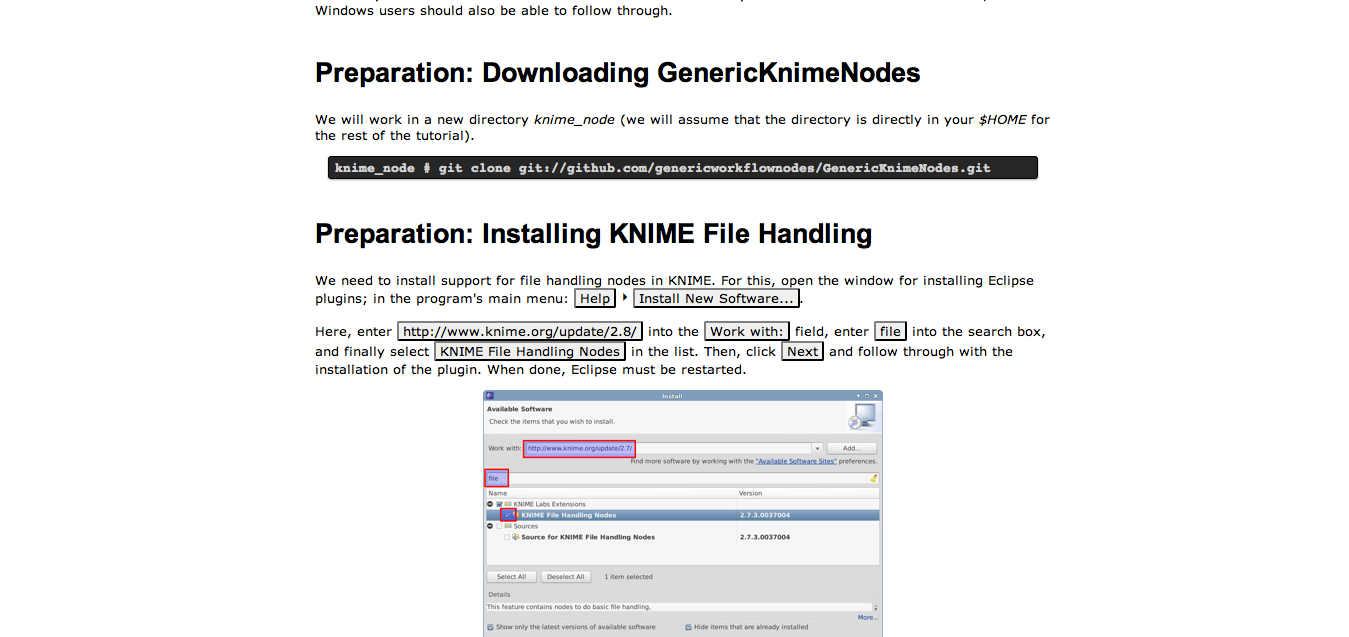 Windows users should also be able to follow through.
Preparation: Downloading GenericKnimeNodes
We will work in a new directory knime_node (we will assume that the directory is directly in your $HOME for
the rest of the tutorial).
knime_node # git clone git://github.com/genericworkflownodes/GenericKnimeNodes.git
Preparation: Installing KNIME File Handling
We need to install support for file handling nodes in KNIME. For this, open the window for installing Eclipse
plugins; in the program's main menu: Help ‣ Install New Software... .
Here, enter http://www.knime.org/update/2.8/ into the Work with: field, enter file into the search box,
and finally select KNIME File Handling Nodes in the list. Then, click Next and follow through with the
installation of the plugin. When done, Eclipse must be restarted.
Install
Available Software
Check the items that you wish to install.
Work with: http://www.knime.org/update/2.7/ Add...
Find more software by working with the "Available Software Sites" preferences.
file
Name Version
KNIME Labs Extensions
KNIME File Handling Nodes 2.7.3.0037004
Sources
Source for KNIME File Handling Nodes 2.7.3.0037004
Select All Deselect All 1 item selected
Details
This feature contains nodes to do basic file handling,
More...
Show only the latest versions of available software Hide items that are already installed